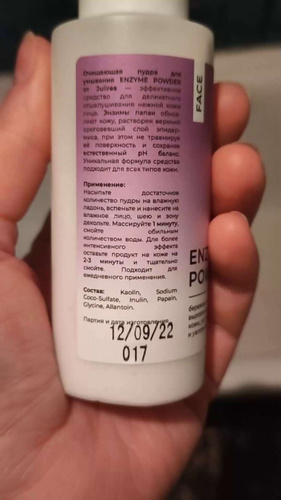 Очищающая пудра для
умывания ENZYME POWDER
от 3ulires — эффективное
средство для деликатного
отшелушивания нежной кожи
лица. Энзимы папаи обнов-
ляют кожу, растворяя верхний
ороговевший слой эпидер-
миса, при этом не травмируя
её поверхность и сохраняя
естественный pH баланс.
Уникальная формула средства
подходит для всех типов кожи.
Применение:
Насыпьте достаточное
количество пудры на влажную
ладонь, вспеньте и нанесите на
влажное лицо, шею и зону
декольте. Массируйте 1 минуту,
смойте обильным
количеством воды. Для более
интенсивного эффекта
оставьте продукт на коже на
2-3 минуты и тщательно
смойте. Подходит для
ежедневного применения.
Состав: Kaolin, Sodium
Coco-Sulfate, Inulin, Papain,
Glycine, Allantoin.
Партия и дата изготовления
12/09/22
017
FACE
ENZ
PO